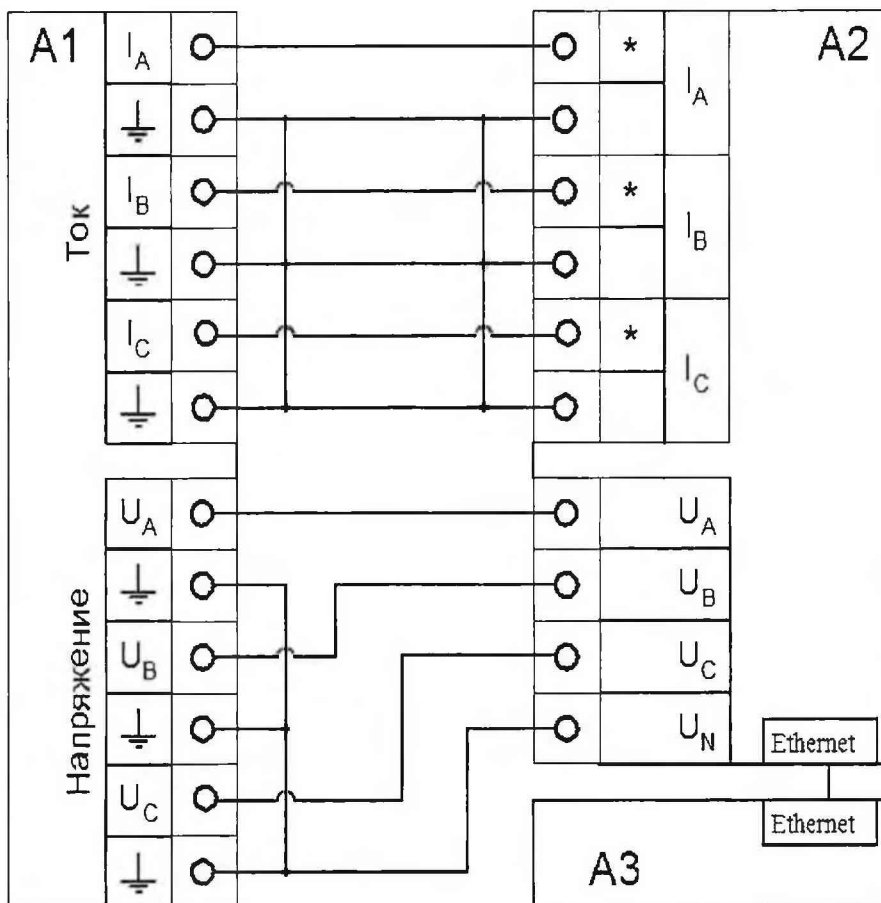 A1
Ток
I_A
I_B
I_C
Напряжение
U_A
U_B
U_C
A2
*
I_A
*
I_B
*
I_C
U_A
U_B
U_C
U_N
Ethernet
Ethernet
A3